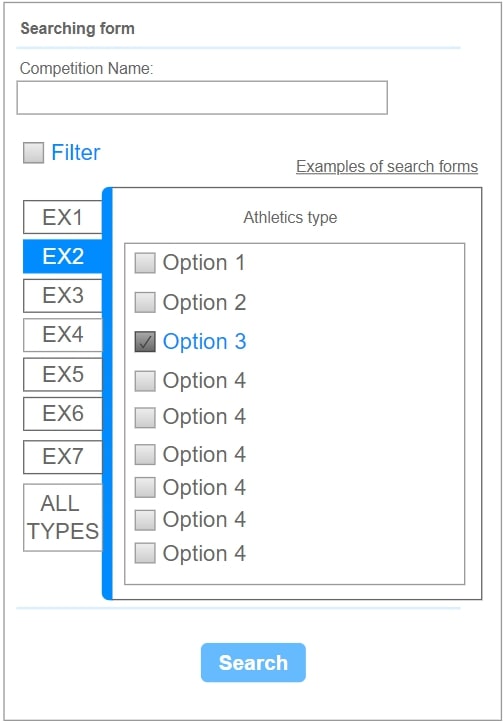 Searching form
Competition Name:
Filter
Examples of search forms
EX1
EX2
EX3
EX4
EX5
EX6
EX7
ALL
TYPES
Athletics type
Option 1
Option 2
Option 3
Option 4
Option 4
Option 4
Option 4
Option 4
Option 4
Search